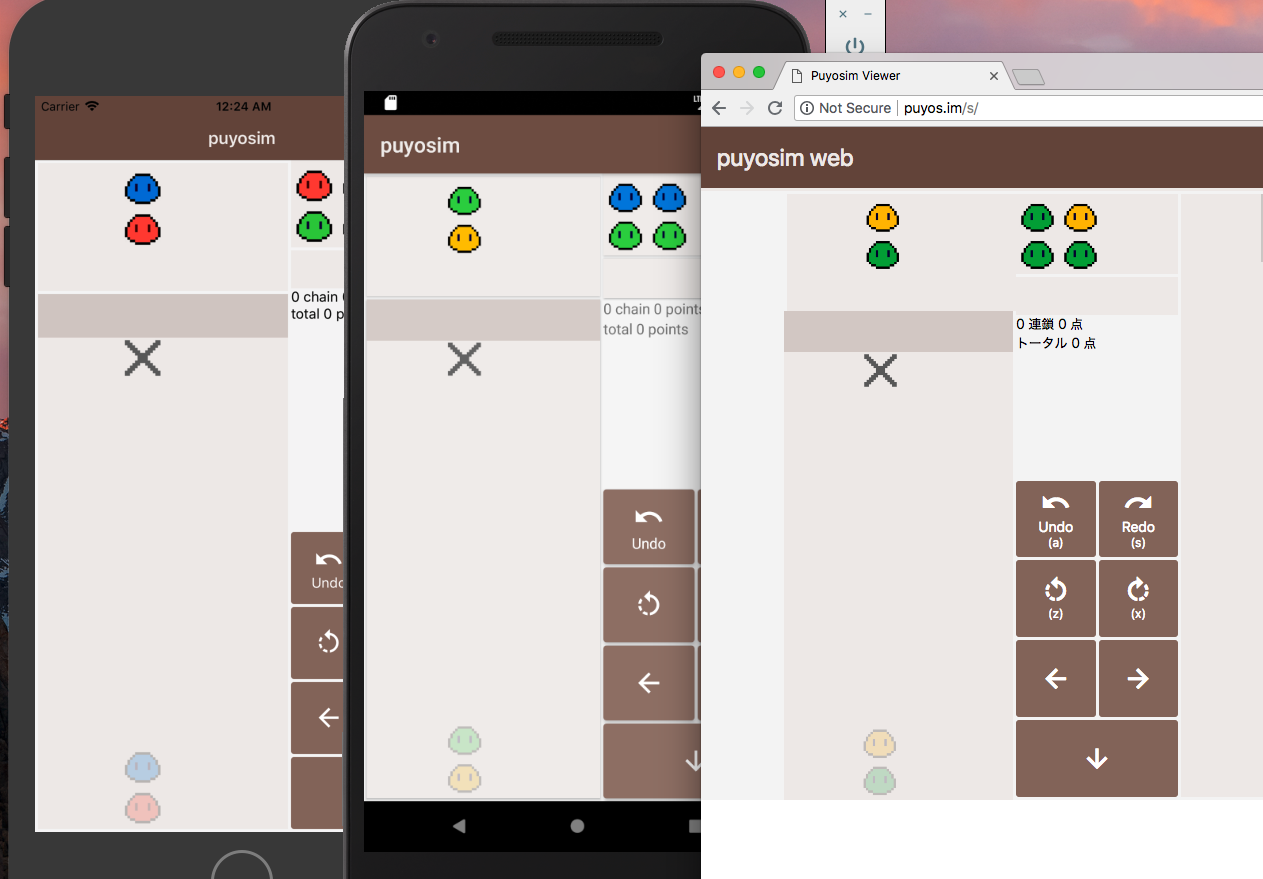 Carrier 12:24 AM
puyosim
0 chain
total 0 p
Undo
puyosim
0 chain 0 points
total 0 points
Undo
Puyosim Viewer
Not Secure puyos.im/s/
puyosim web
0 連鎖 0 点
トータル 0 点
Undo
(a)
Redo
(s)
(z)
(x)